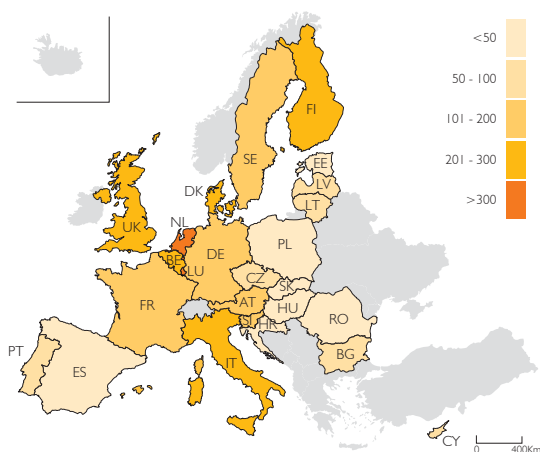 <50
50 - 100
101 - 200
201 - 300
>300
FI
SE
EE
LV
LT
DK
UK
NL
BE
LU
DE
PL
CZ
SK
FR
AT
HU
SI
HR
RO
BG
IT
PT
ES
CY
0
400Km